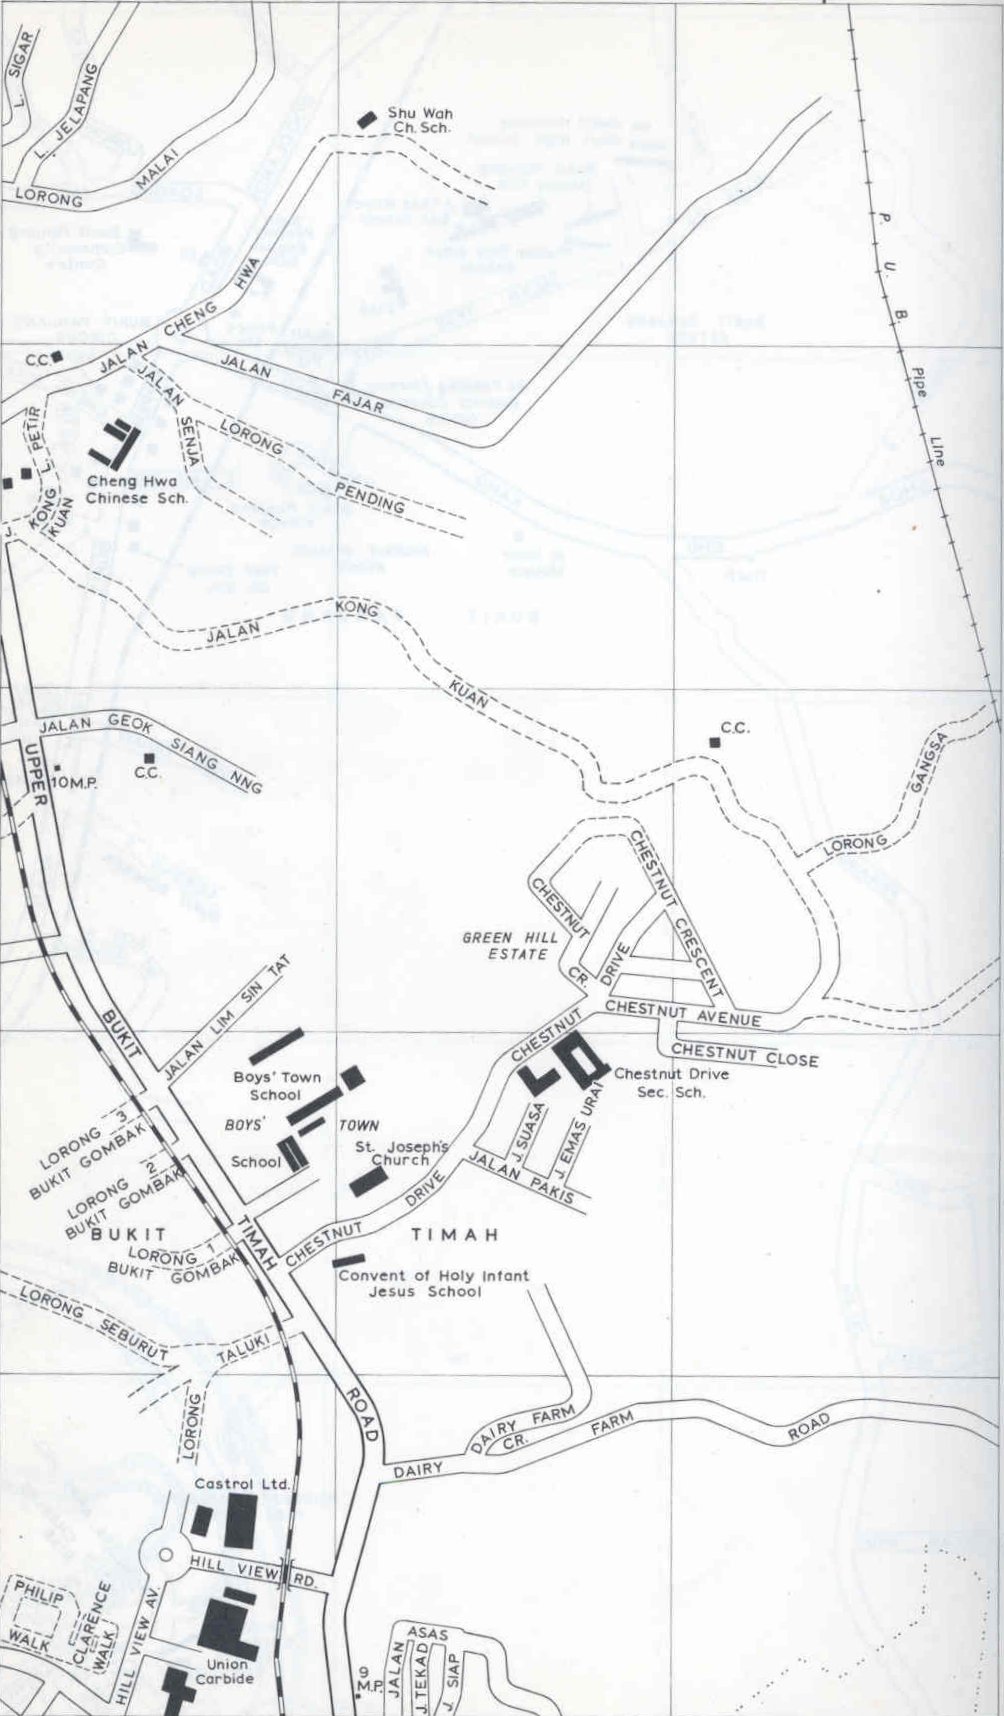 L. SIGAR
L. JELAPANG
LORONG MALAI
Shu Wah
Ch. Sch.
P. U. B. Pipe Line
JALAN CHENG HWA
C.C.
JALAN FAJAR
JALAN SENJA
LORONG PENDING
L. PETIR
KONG
KUAN
J.
Cheng Hwa
Chinese Sch.
JALAN KONG KUAN
JALAN GEOK SIANG NNG
C.C.
10 M.P.
C.C.
LORONG GANGSA
UPPER BUKIT TIMAH ROAD
CHESTNUT CRESCENT
CHESTNUT CR.
GREEN HILL
ESTATE
DRIVE
CHESTNUT AVENUE
CHESTNUT CLOSE
JALAN LIM SIN TAT
CHESTNUT DRIVE
Boys' Town
School
BOYS' TOWN
School
St. Joseph's
Church
Chestnut Drive
Sec. Sch.
J. SUASA
J. EMAS URAI
JALAN PAKIS
LORONG 3
BUKIT GOMBAK
LORONG 2
BUKIT GOMBAK
BUKIT TIMAH
LORONG 1
BUKIT GOMBAK
CHESTNUT
Convent of Holy Infant
Jesus School
LORONG SEBURUT
LORONG TALUKI
DAIRY FARM
CR.
DAIRY FARM ROAD
Castrol Ltd.
HILL VIEW RD.
PHILIP
WALK
CLARENCE
WALK
HILL VIEW AV.
Union
Carbide
9
M.P.
JALAN ASAS
J. TEKAD
J. SIAP